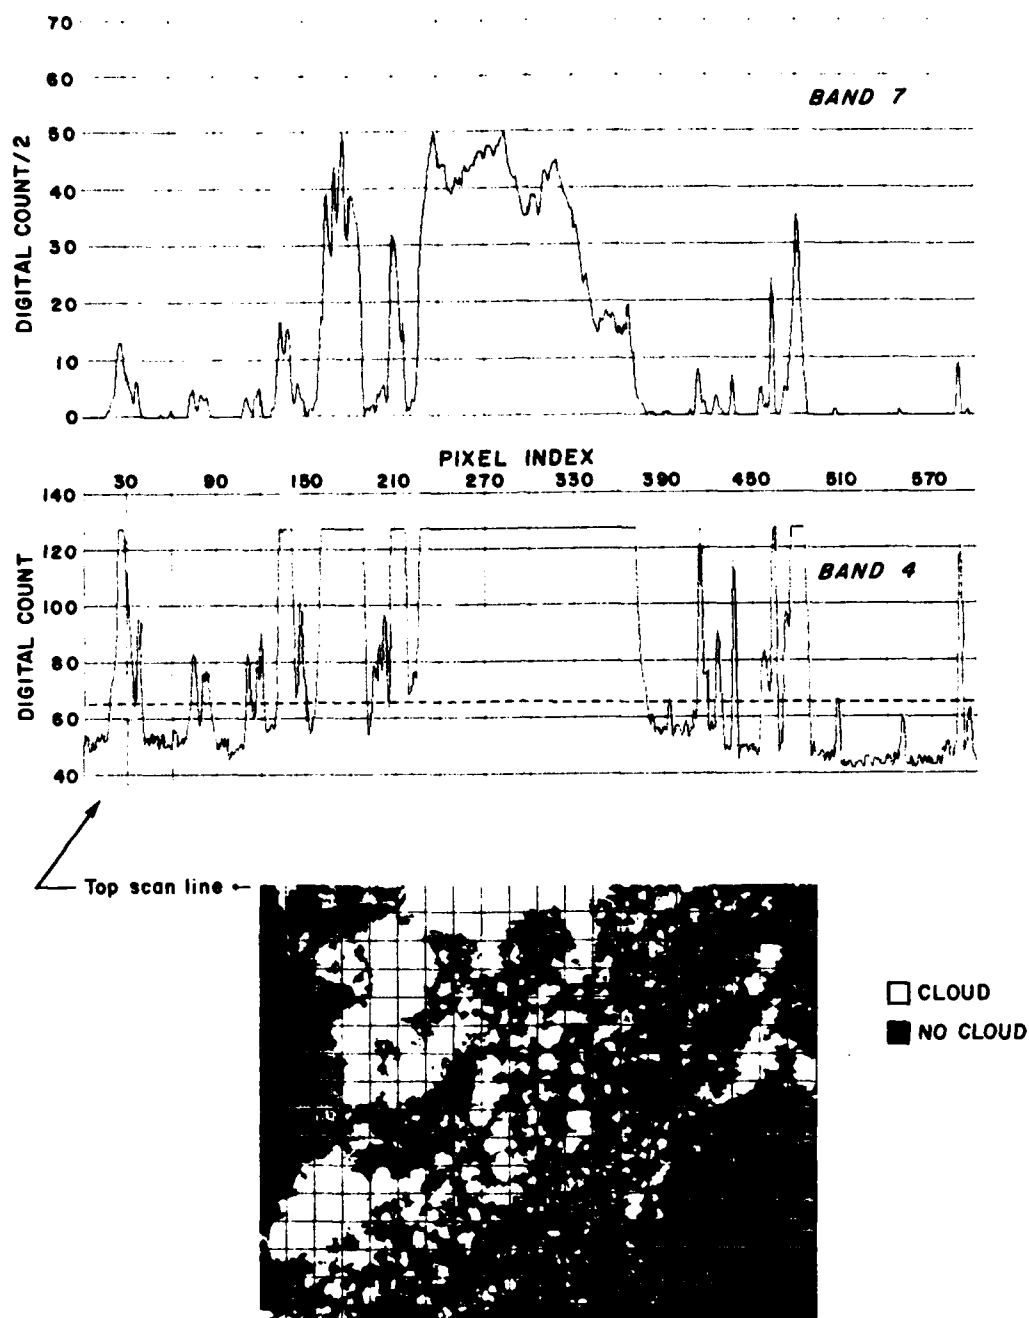 70
60
BAND 7
50
40
30
20
10
0
DIGITAL COUNT/2
PIXEL INDEX
30 90 150 210 270 330 390 450 510 570
140
120
BAND 4
100
80
60
40
DIGITAL COUNT
Top scan line
CLOUD
NO CLOUD